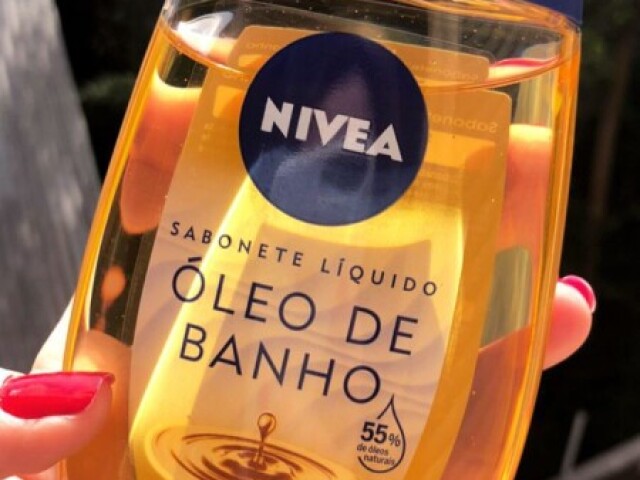 NIVEA
SABONETE LÍQUIDO
ÓLEO DE
BANHO
55%
de óleos
naturais